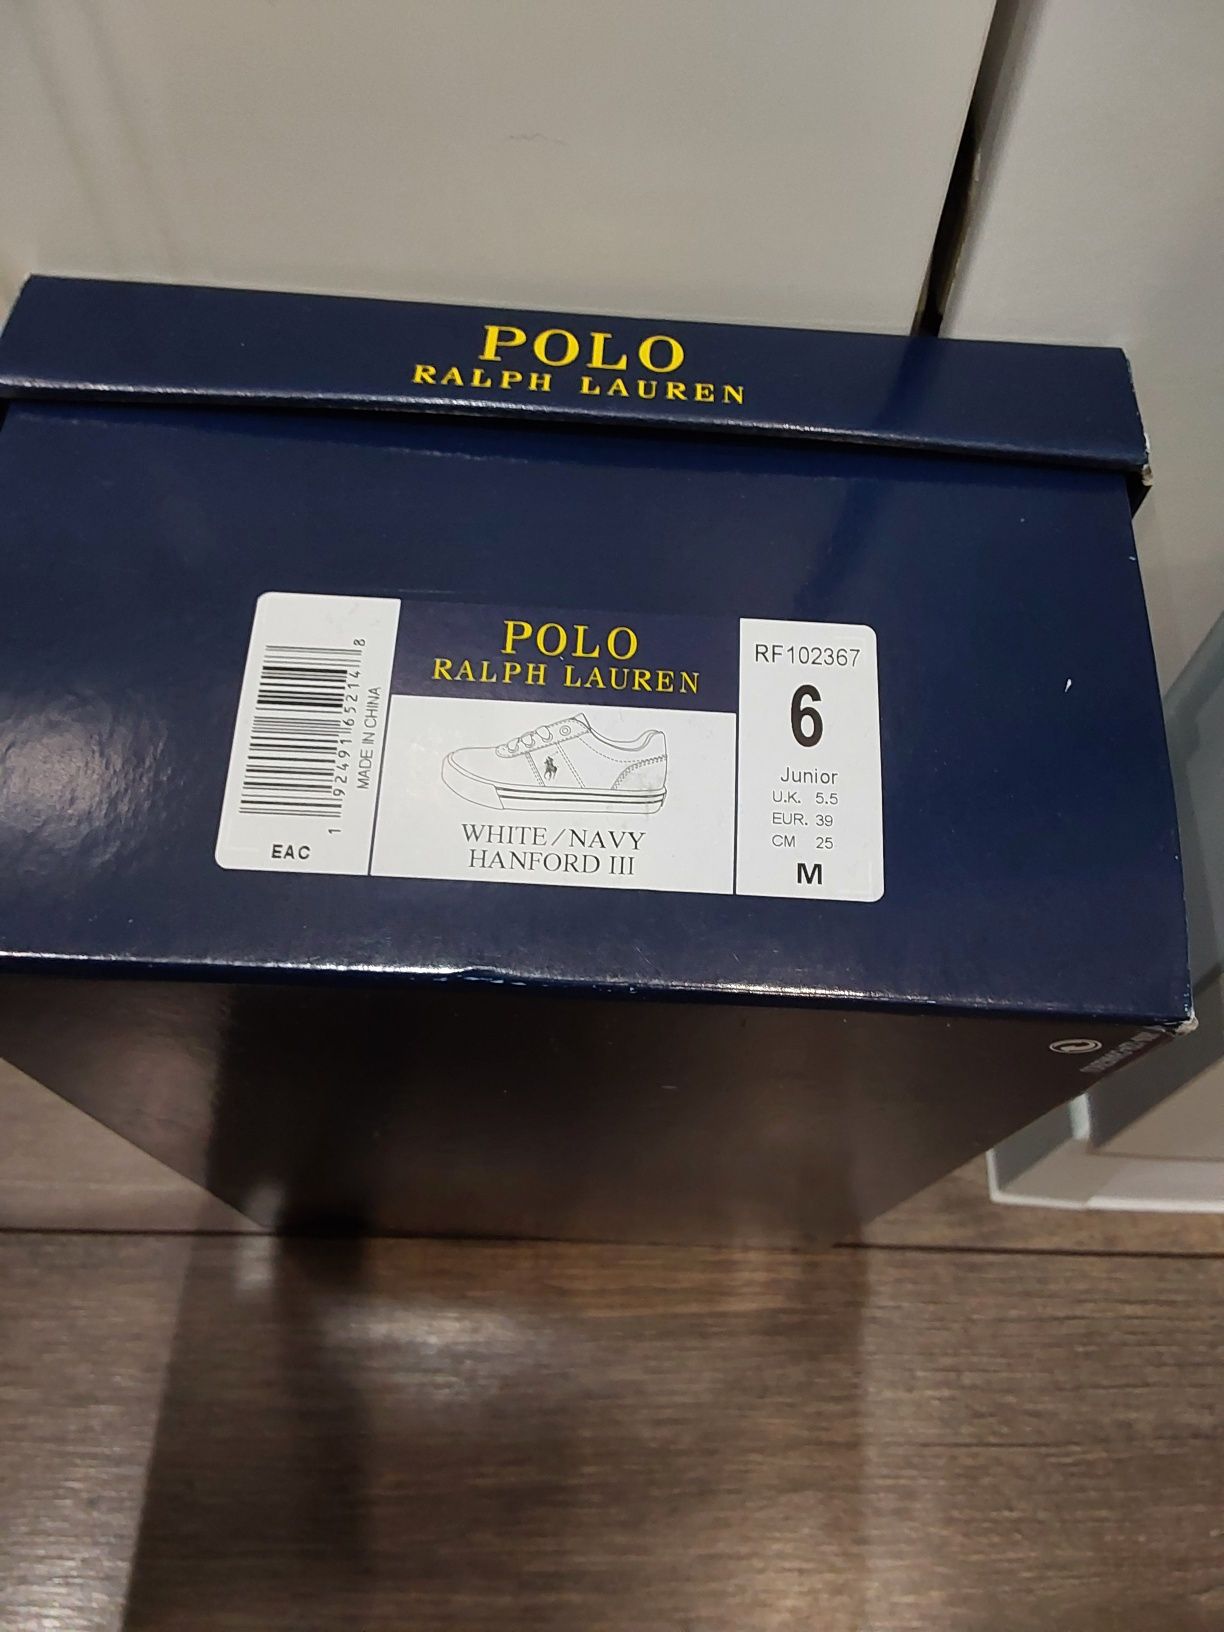 POLO
RALPH LAUREN
1 92491 65214 8
MADE IN CHINA
EAC
POLO
RALPH LAUREN
WHITE/NAVY
HANFORD III
RF102367
6
Junior
U.K. 5.5
EUR. 39
CM 25
M